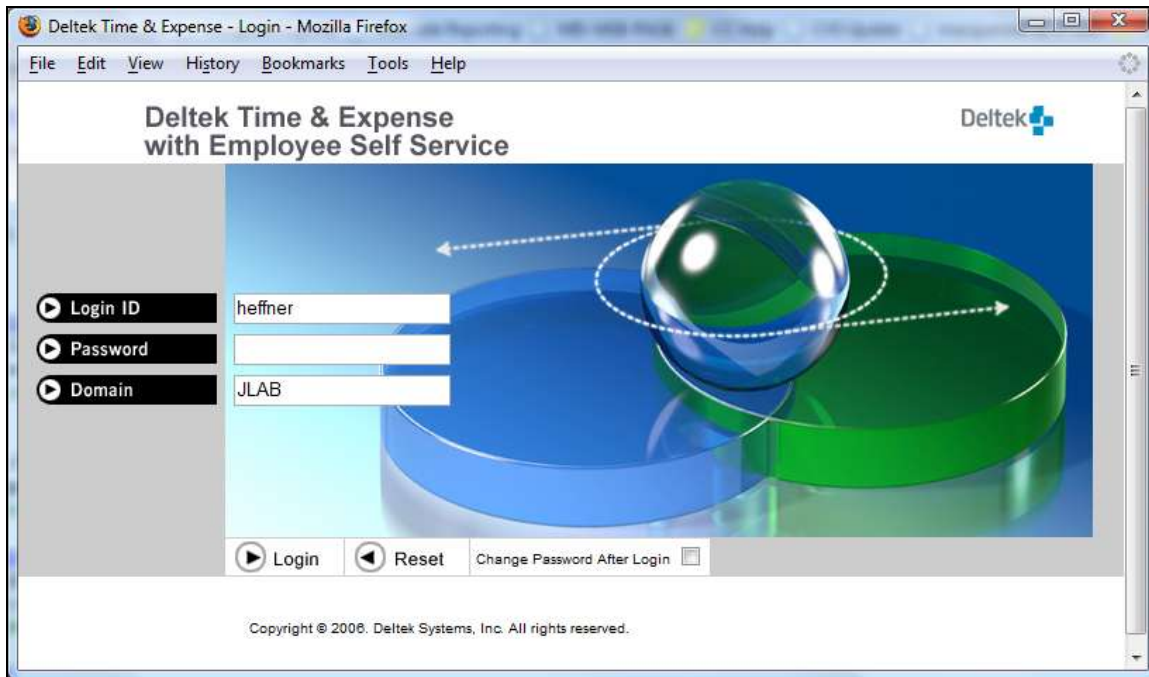 Deltek Time & Expense - Login - Mozilla Firefox
File Edit View History Bookmarks Tools Help
Deltek Time & Expense
with Employee Self Service
Deltek
Login ID heffner
Password
Domain JLAB
Login Reset Change Password After Login
Copyright © 2006. Deltek Systems, Inc. All rights reserved.